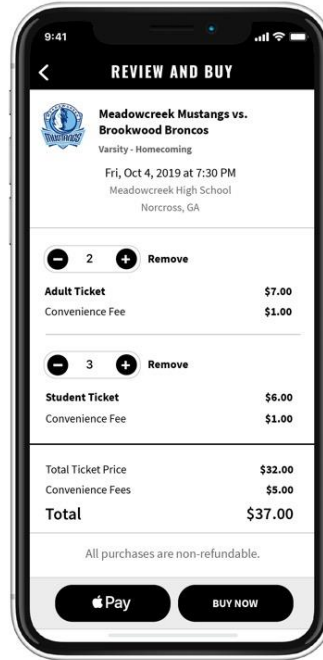 9:41
REVIEW AND BUY
MUSTANGS
Meadowcreek Mustangs vs.
Brookwood Broncos
Varsity - Homecoming
Fri, Oct 4, 2019 at 7:30 PM
Meadowcreek High School
Norcross, GA
2 Remove
Adult Ticket $7.00
Convenience Fee $1.00
3 Remove
Student Ticket $6.00
Convenience Fee $1.00
Total Ticket Price $32.00
Convenience Fees $5.00
Total $37.00
All purchases are non-refundable.
Pay BUY NOW